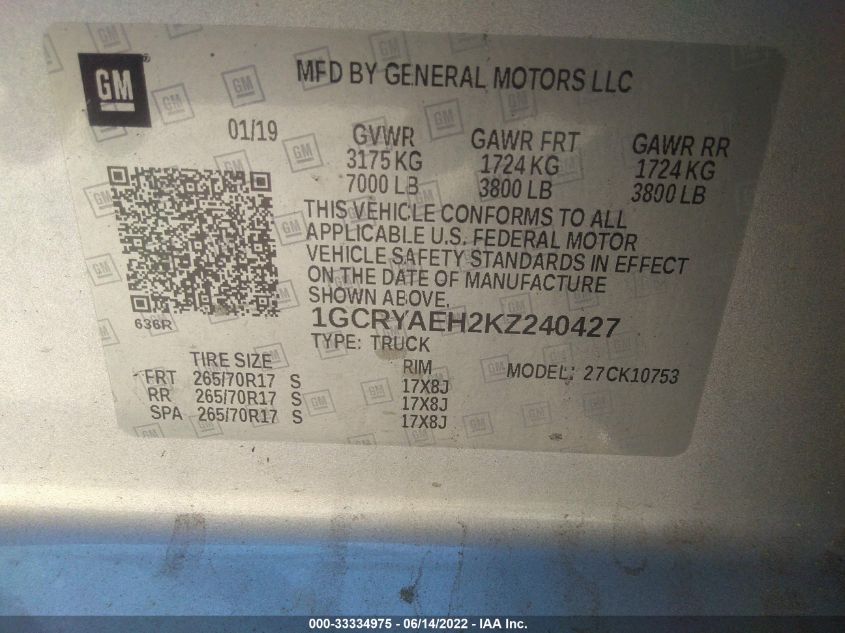 GM
MFD BY GENERAL MOTORS LLC
01/19 GVWR GAWR FRT GAWR RR
3175 KG 1724 KG 1724 KG
7000 LB 3800 LB 3800 LB
THIS VEHICLE CONFORMS TO ALL
APPLICABLE U.S. FEDERAL MOTOR
VEHICLE SAFETY STANDARDS IN EFFECT
ON THE DATE OF MANUFACTURE
SHOWN ABOVE.
636R
1GCRYAEH2KZ240427
TYPE: TRUCK
TIRE SIZE RIM MODEL: 27CK10753
FRT 265/70R17 S 17X8J
RR 265/70R17 S 17X8J
SPA 265/70R17 S 17X8J
000-33334975 - 06/14/2022 - IAA Inc.